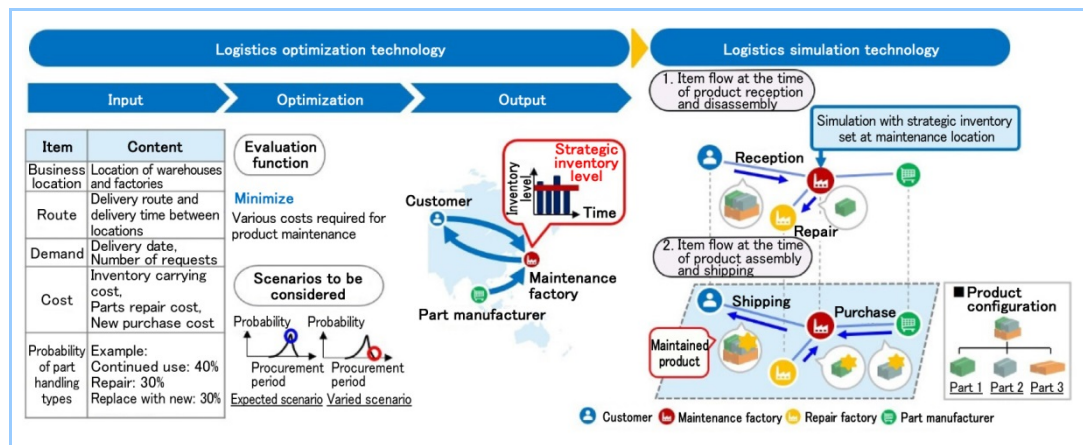 Logistics optimization technology
Logistics simulation technology
Input
Optimization
Output
Item
Content
Business
location
Location of warehouses
and factories
Route
Delivery route and
delivery time between
locations
Demand
Delivery date,
Number of requests
Cost
Inventory carrying
cost,
Parts repair cost,
New purchase cost
Probability
of part
handling
types
Example:
Continued use: 40%
Repair: 30%
Replace with new: 30%
Evaluation
function
Minimize
Various costs required for
product maintenance
Scenarios to be
considered
Probability
Procurement
period
Expected scenario
Probability
Procurement
period
Varied scenario
Strategic
inventory
level
Inventory
level
Time
Customer
Maintenance
factory
Part manufacturer
1. Item flow at the time
of product reception
and disassembly
Simulation with strategic inventory
set at maintenance location
Reception
Repair
2. Item flow at the time
of product assembly
and shipping
Shipping
Purchase
Maintained
product
■ Product
configuration
Part 1
Part 2
Part 3
Customer
Maintenance factory
Repair factory
Part manufacturer